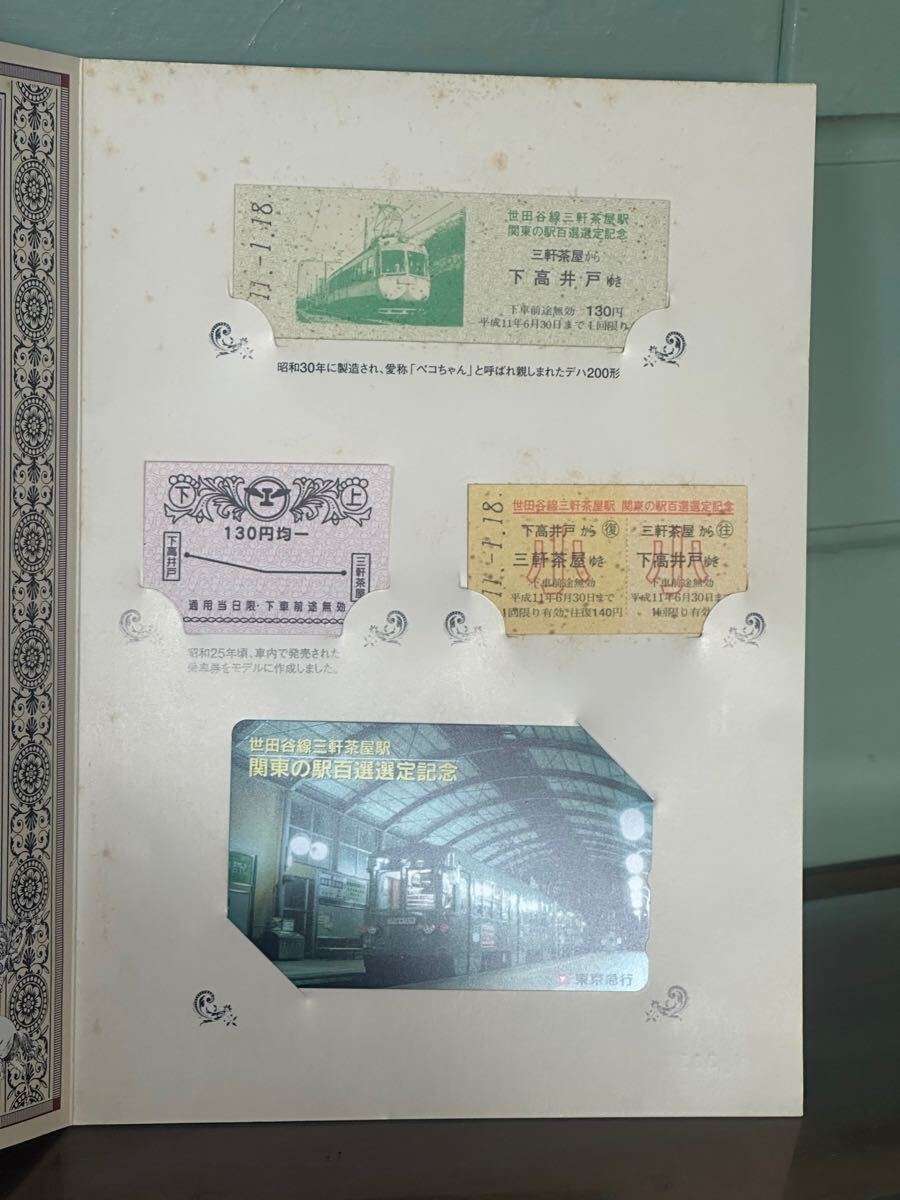 11.-1.18.
世田谷線三軒茶屋駅
関東の駅百選選定記念
三軒茶屋から
下高井戸ゆき
下車前途無効 130円
平成11年6月30日まで1回限り
昭和30年に製造され、愛称「ペコちゃん」と呼ばれ親しまれたデハ200形
下 上
130円均一
下高井戸
三軒茶屋
通用当日限・下車前途無効
昭和25年頃、車内で発売された
乗車券をモデルに作成しました。
11.-1.18.
世田谷線三軒茶屋駅 関東の駅百選選定記念
下高井戸から復
三軒茶屋ゆき
小
下車前途無効
平成11年6月30日まで
1回限り有効・往復140円
三軒茶屋から往
下高井戸ゆき
小
下車前途無効
平成11年6月30日まで
1回限り有効
世田谷線三軒茶屋駅
関東の駅百選選定記念
東京急行